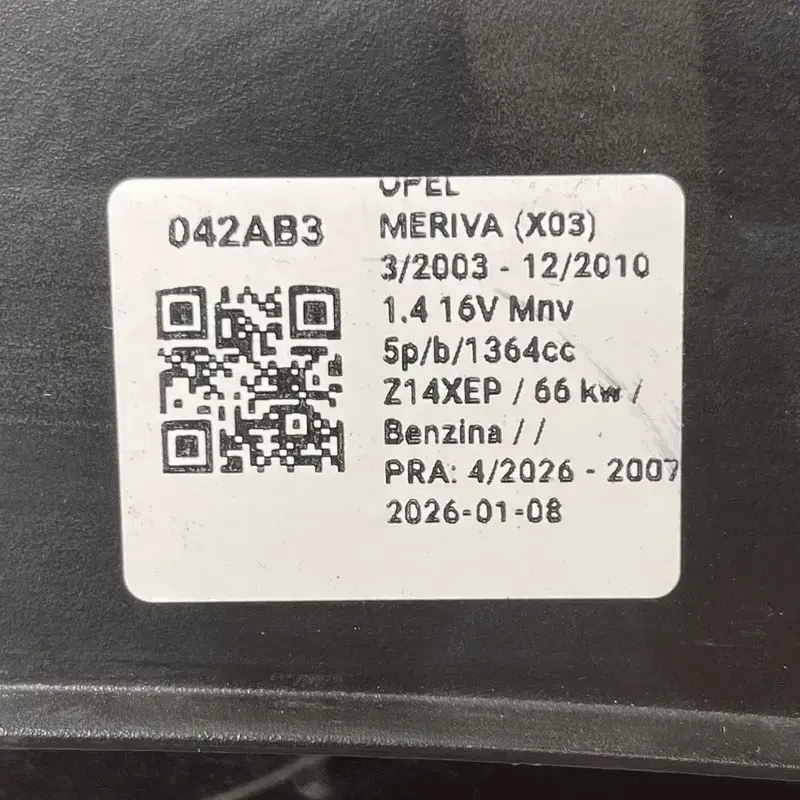 042AB3
OPEL
MERIVA (X03)
3/2003 - 12/2010
1.4 16V Mnv
5p/b/1364cc
Z14XEP / 66 kw /
Benzina / /
PRA: 4/2026 - 2007
2026-01-08